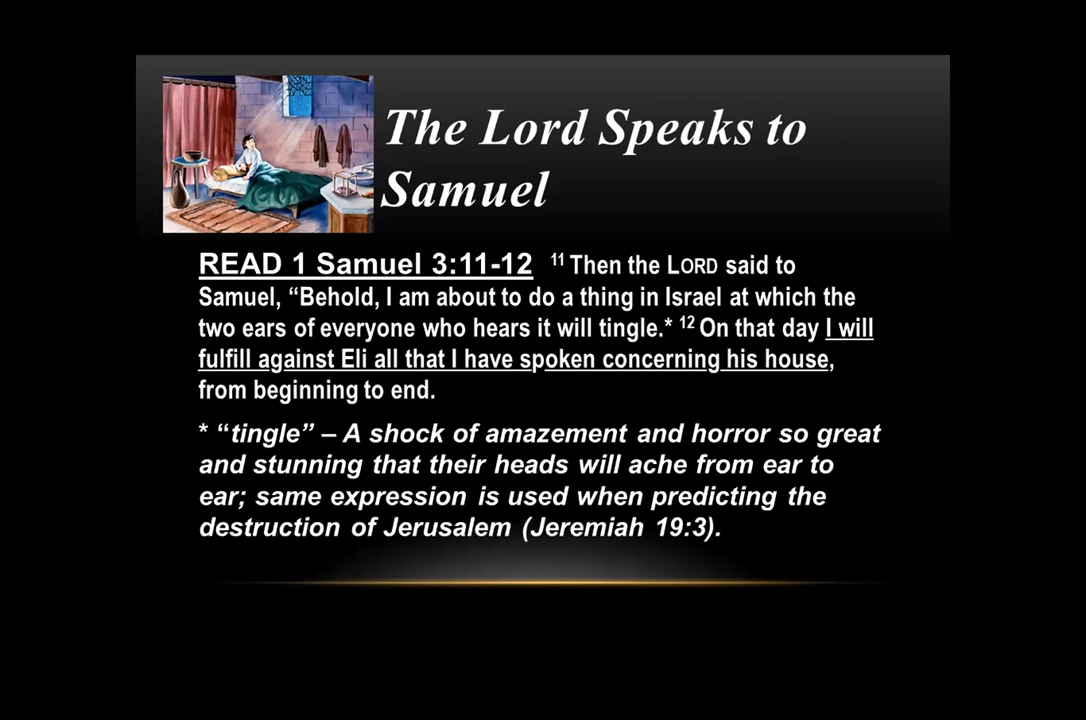 The Lord Speaks to
Samuel
READ 1 Samuel 3:11-12 11 Then the LORD said to
Samuel, “Behold, I am about to do a thing in Israel at which the
two ears of everyone who hears it will tingle.* 12 On that day I will
fulfill against Eli all that I have spoken concerning his house,
from beginning to end.
* “tingle” – A shock of amazement and horror so great
and stunning that their heads will ache from ear to
ear; same expression is used when predicting the
destruction of Jerusalem (Jeremiah 19:3).